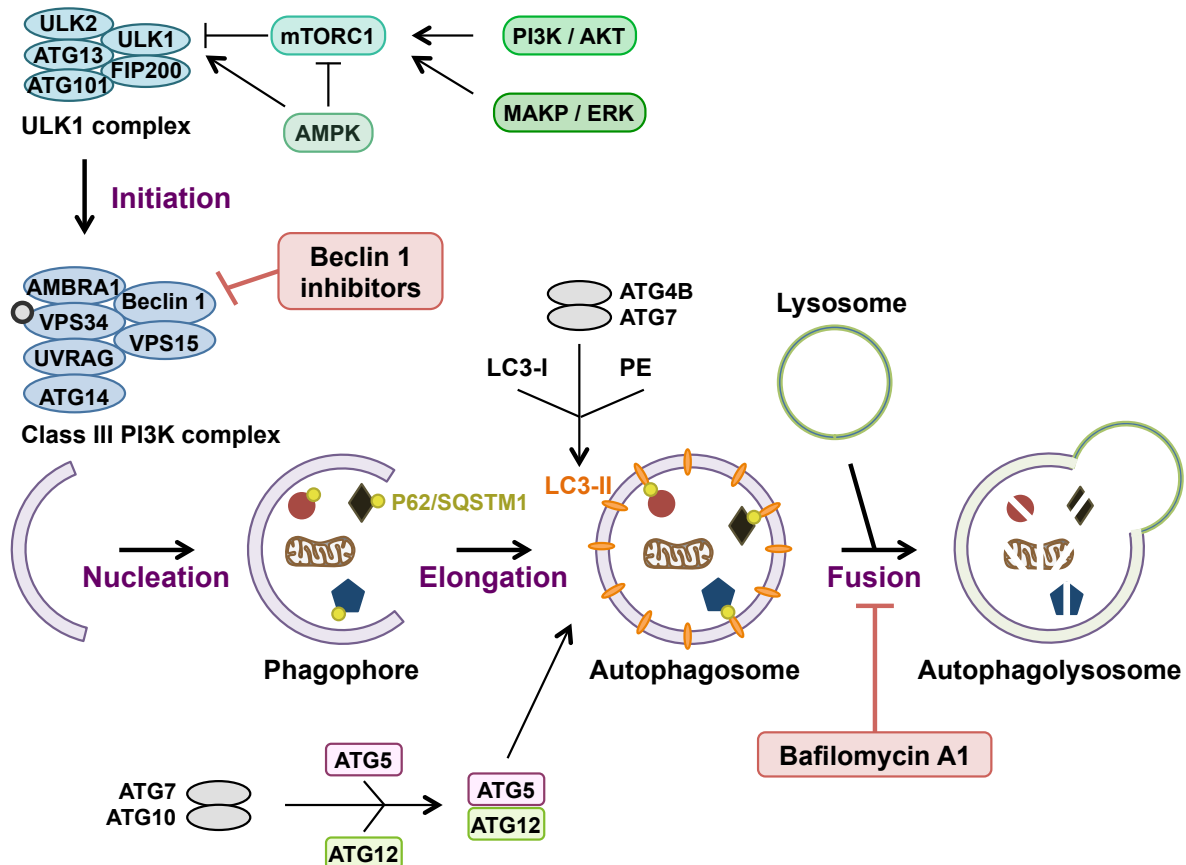 ULK2
ULK1
ATG13
FIP200
ATG101
ULK1 complex
mTORC1
PI3K / AKT
MAKP / ERK
AMPK
Initiation
Beclin 1
inhibitors
AMBRA1
Beclin 1
VPS34
VPS15
UVRAG
ATG14
Class III PI3K complex
ATG4B
ATG7
LC3-I
PE
Lysosome
LC3-II
P62/SQSTM1
Nucleation
Elongation
Fusion
Phagophore
Autophagosome
Autophagolysosome
Bafilomycin A1
ATG7
ATG10
ATG5
ATG12
ATG5
ATG12